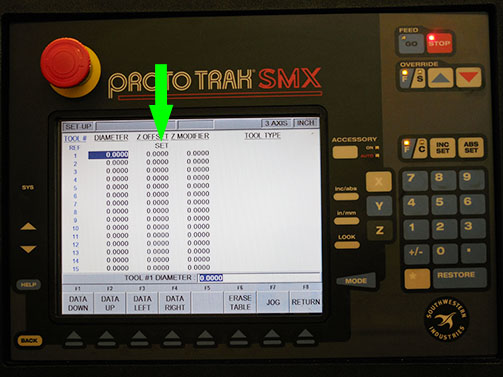 FEED
GO STOP
PROTOTRAK® SMX
OVERRIDE
F S
SET-UP 3 AXIS INCH
TOOL # DIAMETER Z OFFSET Z MODIFIER TOOL TYPE
REF SET
1 0.0000 0.0000 0.0000
2 0.0000 0.0000 0.0000
3 0.0000 0.0000 0.0000
4 0.0000 0.0000 0.0000
5 0.0000 0.0000 0.0000
6 0.0000 0.0000 0.0000
7 0.0000 0.0000 0.0000
8 0.0000 0.0000 0.0000
9 0.0000 0.0000 0.0000
10 0.0000 0.0000 0.0000
11 0.0000 0.0000 0.0000
12 0.0000 0.0000 0.0000
13 0.0000 0.0000 0.0000
14 0.0000 0.0000 0.0000
15 0.0000 0.0000 0.0000
TOOL #1 DIAMETER : 0.0000
F1 F2 F3 F4 F5 F6 F7 F8
DATA DOWN DATA UP DATA LEFT DATA RIGHT ERASE TABLE JOG RETURN
SYS
HELP
BACK
ACCESSORY
ON
AUTO
F C INC SET ABS SET
inc/abs
in/mm
LOOK
MODE
X
Y
Z
7 8 9
4 5 6
1 2 3
+/- 0 .
RESTORE
SOUTHWESTERN INDUSTRIES